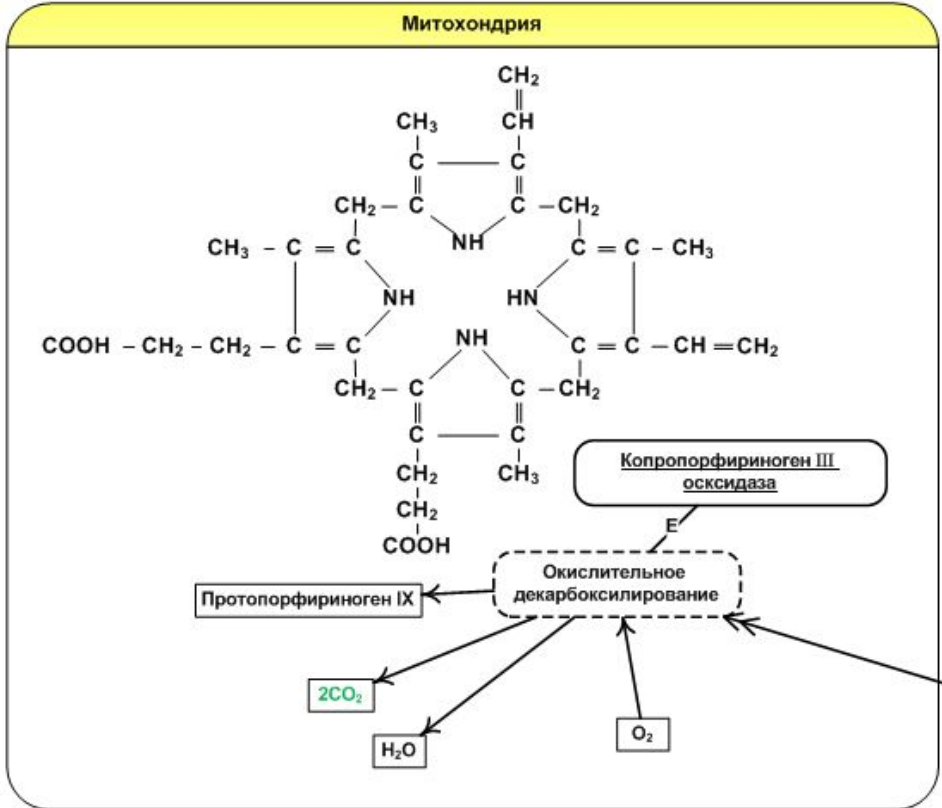 Митохондрия
CH₂
CH₃ CH
C C
CH₂ – C C – CH₂
NH
CH₃ – C = C C = C – CH₃
NH HN
NH
COOH – CH₂ – CH₂ – C = C C = C – CH = CH₂
CH₂ – C C – CH₂
C C
CH₂ CH₃
CH₂
COOH
Копропорфириноген III
осксидаза
E
Окислительное
декарбоксилирование
Протопорфириноген IX
2CO₂
H₂O
O₂